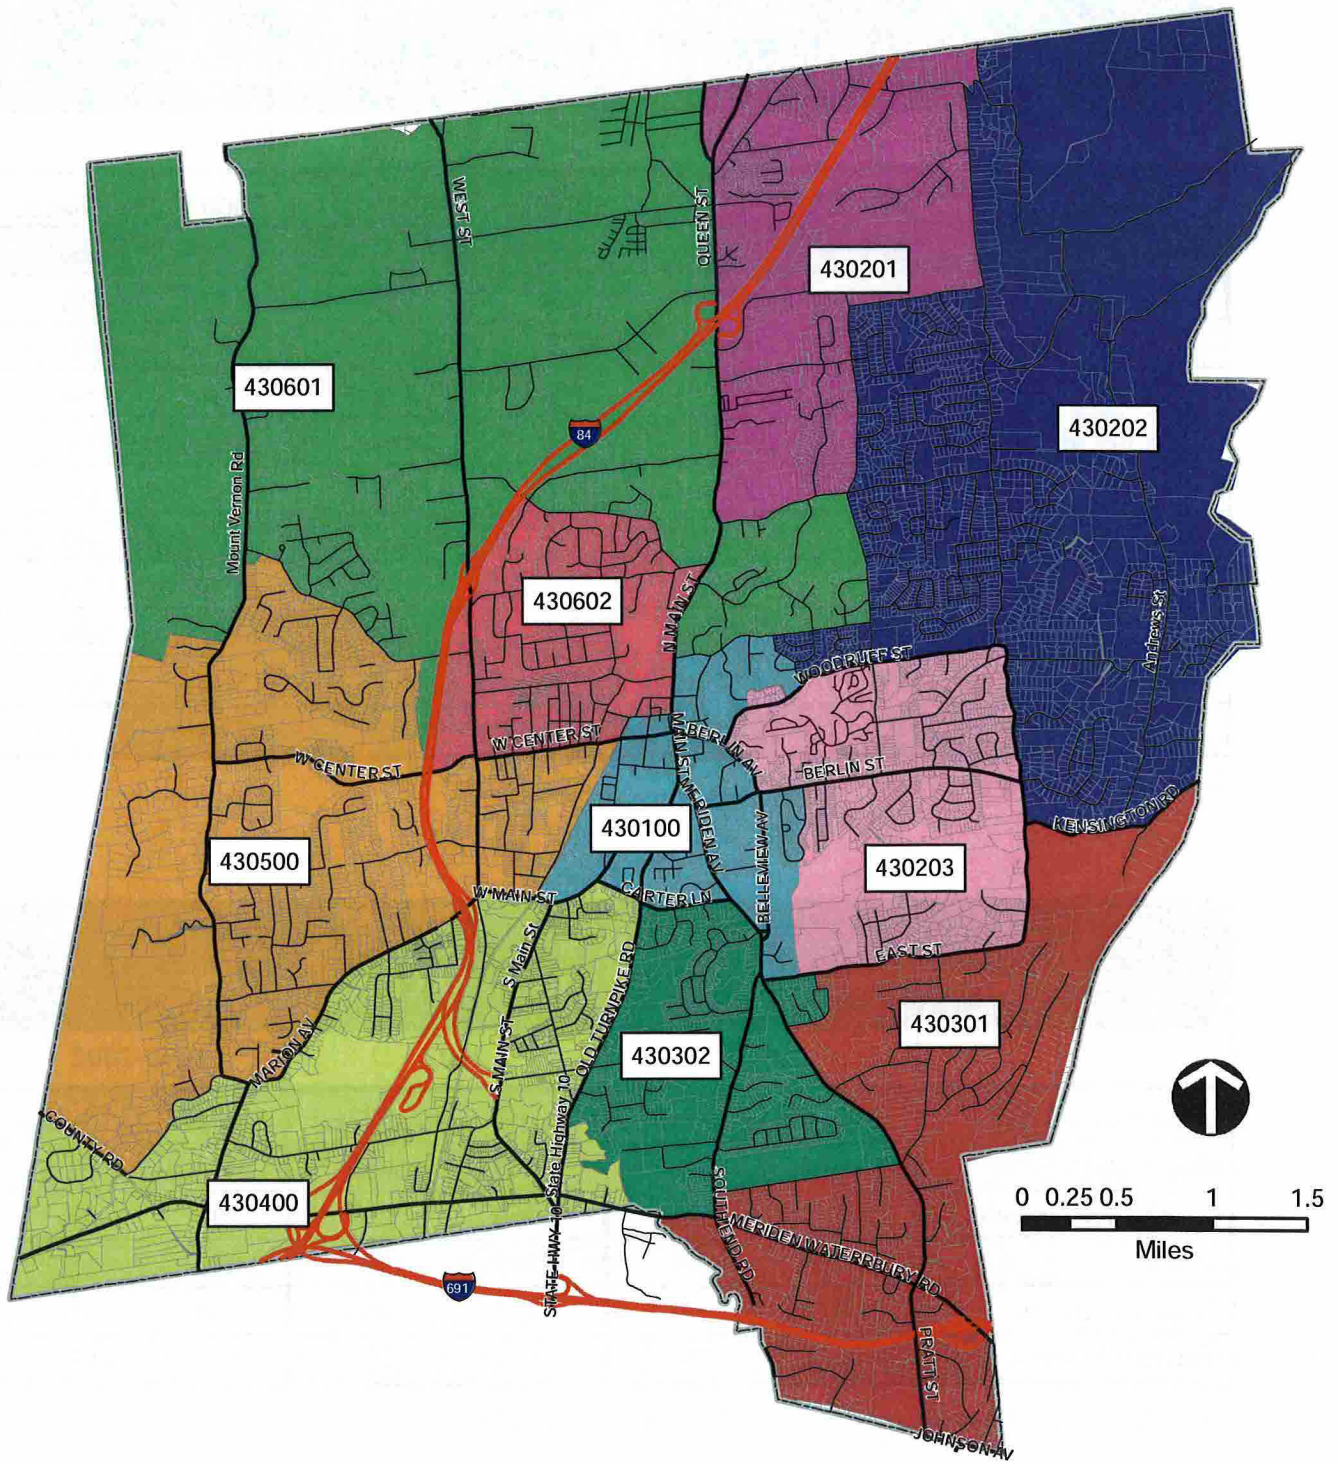 WEST ST
QUEEN ST
430201
430601
430202
84
Mount Vernon Rd
430602
N MAIN ST
Andrews St
WOODRUFF ST
W CENTER ST
W CENTER ST
MAIN ST
BERLIN AV
BERLIN ST
MERIDEN AV
KENSINGTON RD
430100
BELLEVIEW AV
430500
430203
W MAIN ST
CARTER LN
S Main St
OLD TURNPIKE RD
EAST ST
430301
430302
MARION AV
S MAIN ST
State Highway 10
COUNTY RD
430400
SOUTHEND RD
MERIDEN WATERRBURY RD
STATE HWY 10
691
PRATT ST
JOHNSON AV
0 0.25 0.5 1 1.5
Miles